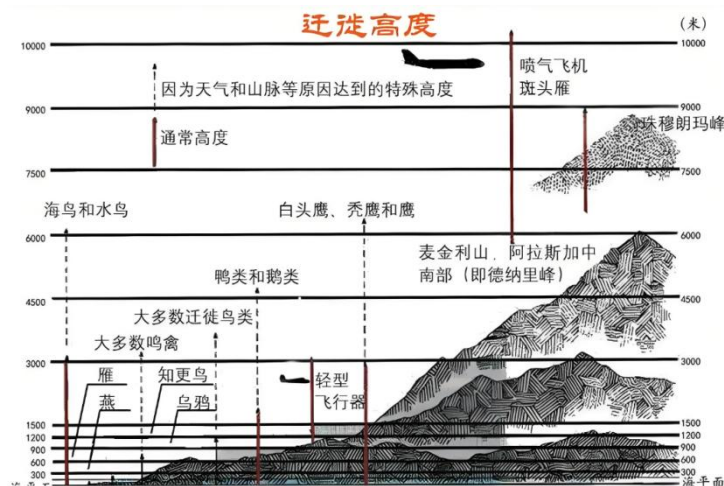 迁徙高度
(米)
10000
10000
因为天气和山脉等原因达到的特殊高度
喷气飞机
斑头雁
9000
9000
通常高度
珠穆朗玛峰
7500
7500
海鸟和水鸟
白头鹰、秃鹰和鹰
6000
6000
鸭类和鹅类
麦金利山，阿拉斯加中
南部（即德纳里峰）
4500
4500
大多数迁徙鸟类
大多数鸣禽
3000
3000
雁
知更鸟
轻型
飞行器
燕
乌鸦
1500
1500
1200
1200
900
900
600
600
300
300
海平面